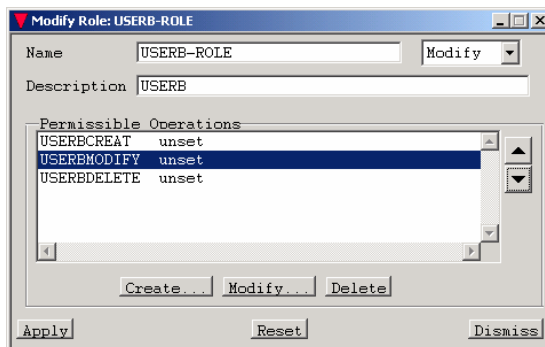 Modify Role: USERB-ROLE
Name USERB-ROLE Modify
Description USERB
Permissible Operations
USERBCREAT unset
USERBMODIFY unset
USERBDELETE unset
Create... Modify... Delete
Apply Reset Dismiss